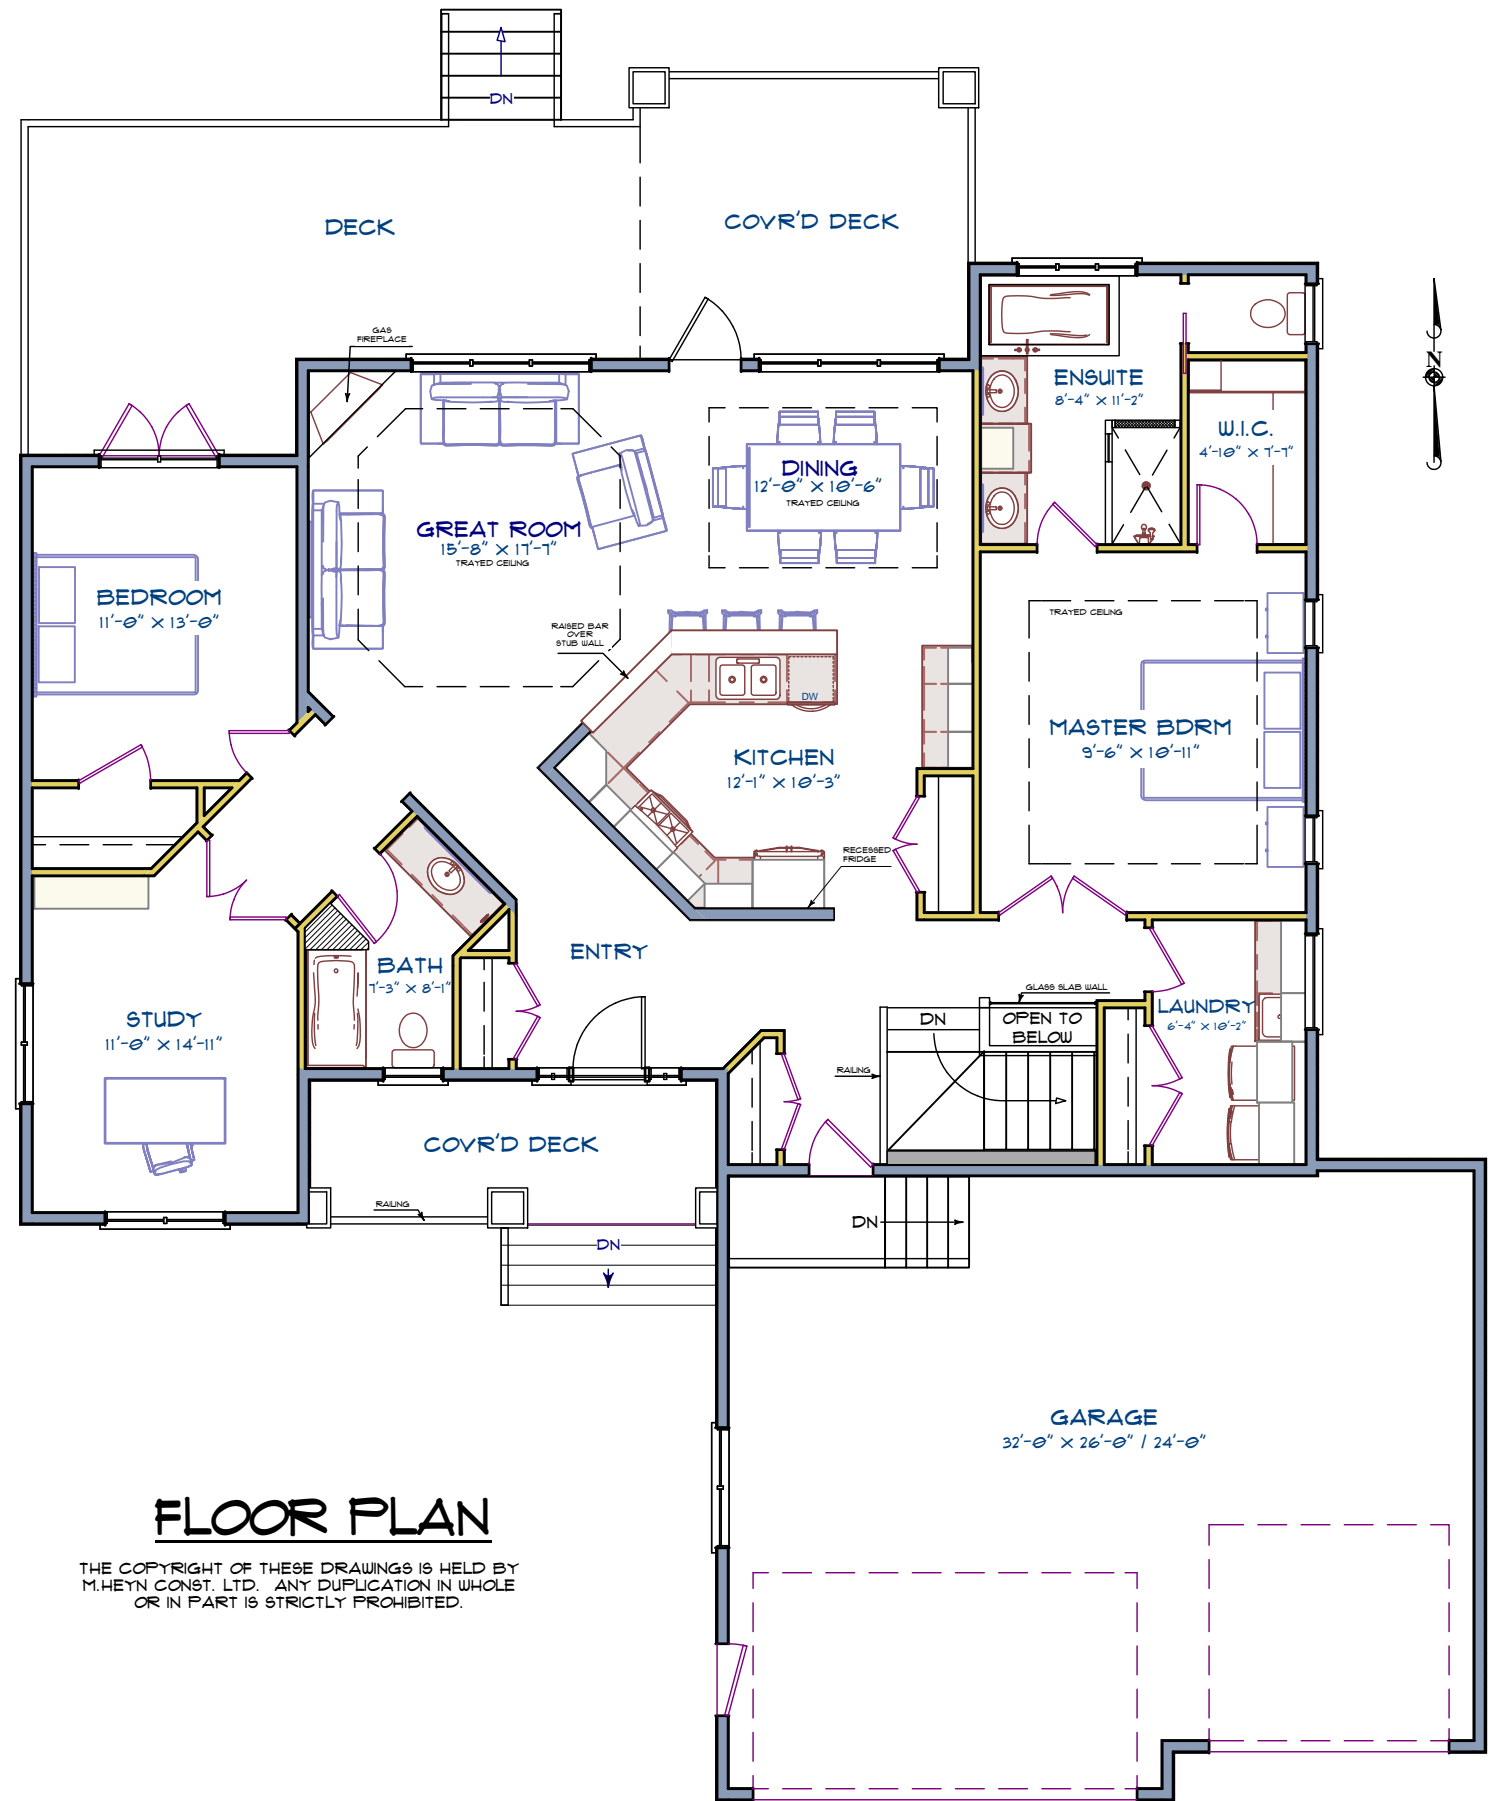 DN
DECK
COVR'D DECK
GAS
FIREPLACE
N
ENSUITE
8'-4" X 11'-2"
W.I.C.
4'-10" X 7'-7"
DINING
12'-0" X 10'-6"
TRAYED CEILING
GREAT ROOM
15'-8" X 17'-7"
TRAYED CEILING
BEDROOM
11'-0" X 13'-0"
TRAYED CEILING
RAISED BAR
OVER
STUB WALL
DW
MASTER BDRM
9'-6" X 10'-11"
KITCHEN
12'-1" X 10'-3"
RECESSED
FRIDGE
ENTRY
BATH
7'-3" X 8'-1"
GLASS SLAB WALL
LAUNDRY
6'-4" X 10'-2"
STUDY
11'-0" X 14'-11"
DN
OPEN TO
BELOW
RAILING
COVR'D DECK
RAILING
DN
DN
GARAGE
32'-0" X 26'-0" / 24'-0"
FLOOR PLAN
THE COPYRIGHT OF THESE DRAWINGS IS HELD BY
M.HEYN CONST. LTD. ANY DUPLICATION IN WHOLE
OR IN PART IS STRICTLY PROHIBITED.